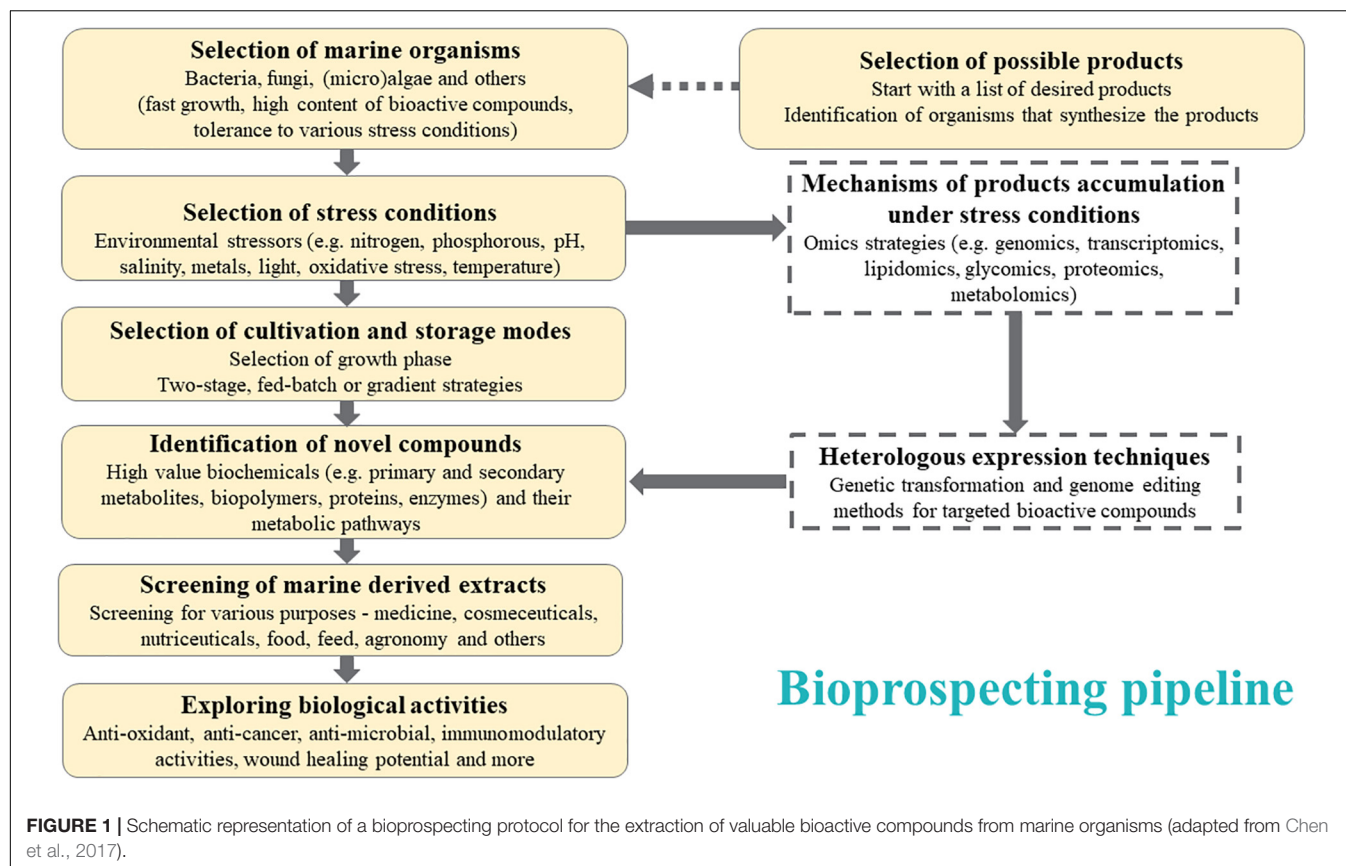 Selection of marine organisms
Bacteria, fungi, (micro)algae and others
(fast growth, high content of bioactive compounds,
tolerance to various stress conditions)
Selection of possible products
Start with a list of desired products
Identification of organisms that synthesize the products
Selection of stress conditions
Environmental stressors (e.g. nitrogen, phosphorous, pH,
salinity, metals, light, oxidative stress, temperature)
Mechanisms of products accumulation
under stress conditions
Omics strategies (e.g. genomics, transcriptomics,
lipidomics, glycomics, proteomics,
metabolomics)
Selection of cultivation and storage modes
Selection of growth phase
Two-stage, fed-batch or gradient strategies
Identification of novel compounds
High value biochemicals (e.g. primary and secondary
metabolites, biopolymers, proteins, enzymes) and their
metabolic pathways
Heterologous expression techniques
Genetic transformation and genome editing
methods for targeted bioactive compounds
Screening of marine derived extracts
Screening for various purposes - medicine, cosmeceuticals,
nutriceuticals, food, feed, agronomy and others
Exploring biological activities
Anti-oxidant, anti-cancer, anti-microbial, immunomodulatory
activities, wound healing potential and more
Bioprospecting pipeline
FIGURE 1 | Schematic representation of a bioprospecting protocol for the extraction of valuable bioactive compounds from marine organisms (adapted from Chen
et al., 2017).